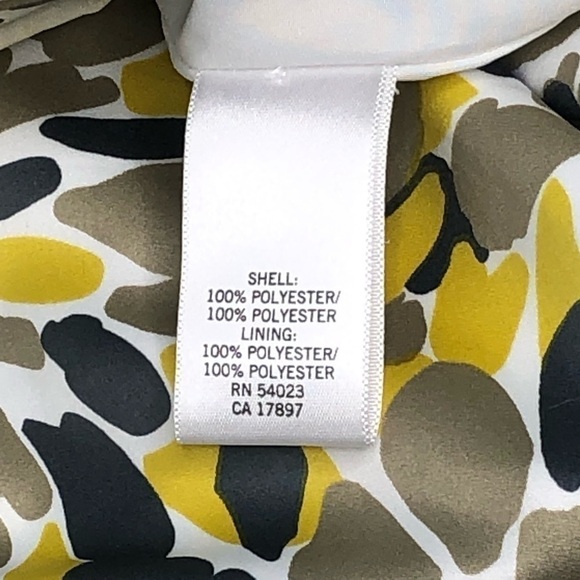 SHELL:
100% POLYESTER/
100% POLYESTER
LINING:
100% POLYESTER/
100% POLYESTER
RN 54023
CA 17897